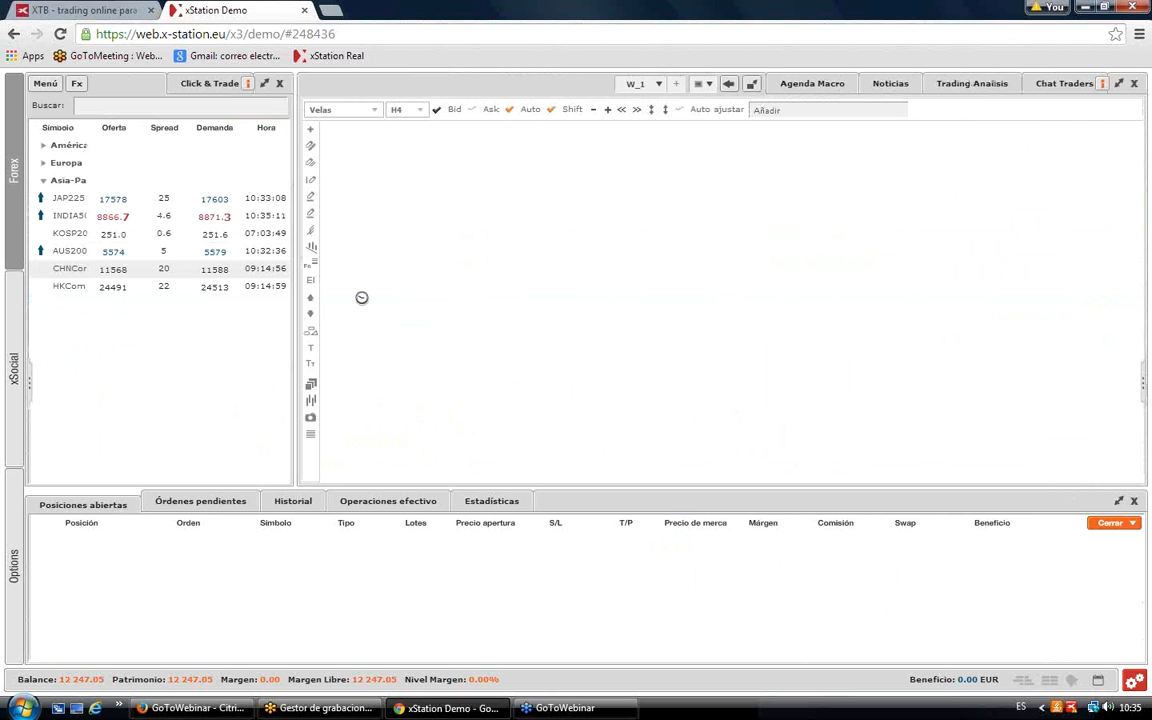 XTB - trading online para
xStation Demo
You
https://web.x-station.eu/x3/demo/#248436
Apps
GoToMeeting : Web...
Gmail: correo electr...
xStation Real
Menú
Fx
Click & Trade
W_1
Agenda Macro
Noticias
Trading Analisis
Chat Traders
Buscar:
Velas
H4
Bid
Ask
Auto
Shift
Auto ajustar
Añadir
Símbolo Oferta Spread Demanda Hora
América
Europa
Asia-Pa
JAP225 17578 25 17603 10:33:08
INDIA50 8866.7 4.6 8871.3 10:35:11
KOSP20 251.0 0.6 251.6 07:03:49
AUS200 5574 5 5579 10:32:36
CHNCor 11568 20 11588 09:14:56
HKCom 24491 22 24513 09:14:59
Forex
xSocial
Options
Posiciones abiertas
Órdenes pendientes
Historial
Operaciones efectivo
Estadísticas
Posición Orden Símbolo Tipo Lotes Precio apertura S/L T/P Precio de merca Márgen Comisión Swap Beneficio
Cerrar
Balance: 12 247.05 Patrimonio: 12 247.05 Margen: 0.00 Margen Libre: 12 247.05 Nivel Margen: 0.00%
Beneficio: 0.00 EUR
GoToWebinar - Citri...
Gestor de grabacion...
xStation Demo - Go...
GoToWebinar
ES
10:35